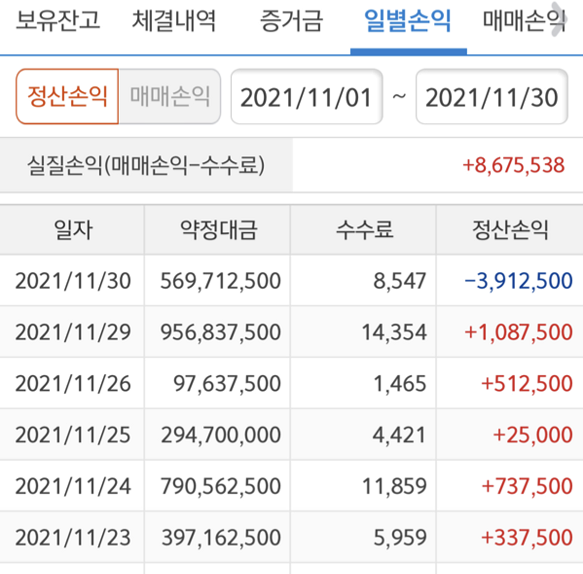 보유잔고 체결내역 증거금 일별손익 매매손익
정산손익 매매손익 2021/11/01 ~ 2021/11/30
실질손익(매매손익-수수료) +8,675,538
일자 약정대금 수수료 정산손익
2021/11/30 569,712,500 8,547 -3,912,500
2021/11/29 956,837,500 14,354 +1,087,500
2021/11/26 97,637,500 1,465 +512,500
2021/11/25 294,700,000 4,421 +25,000
2021/11/24 790,562,500 11,859 +737,500
2021/11/23 397,162,500 5,959 +337,500